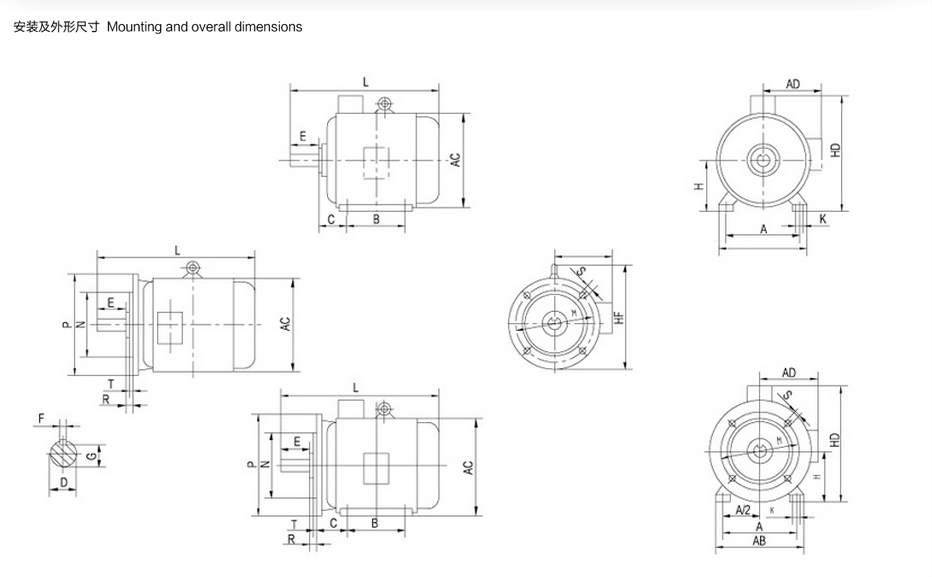 安装及外形尺寸 Mounting and overall dimensions
L
AD
E
AC
HD
H
C B
K
A
L
S
E
M
P N
AC
HF
T
R
L
AD
F
S
E
M
HD
G
P N
AC
H
D
A/2 K
T C B
A
R
AB